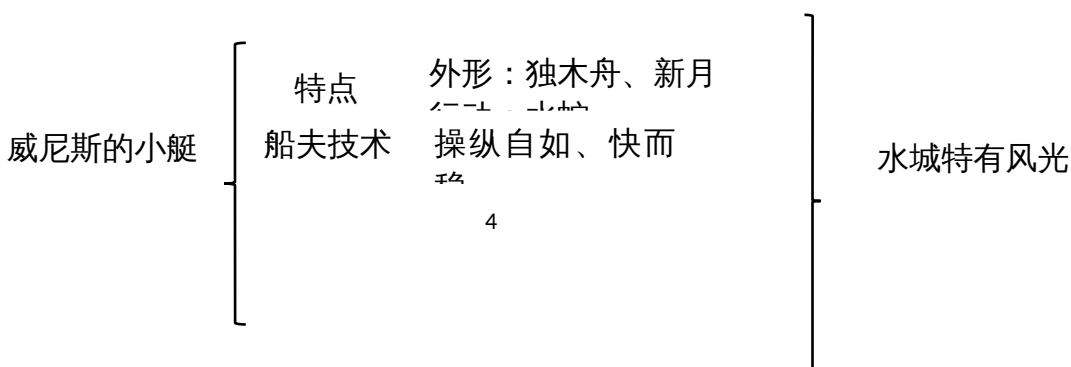 特点
外形：独木舟、新月
威尼斯的小艇
船夫技术
操纵自如、快而
水城特有风光
4